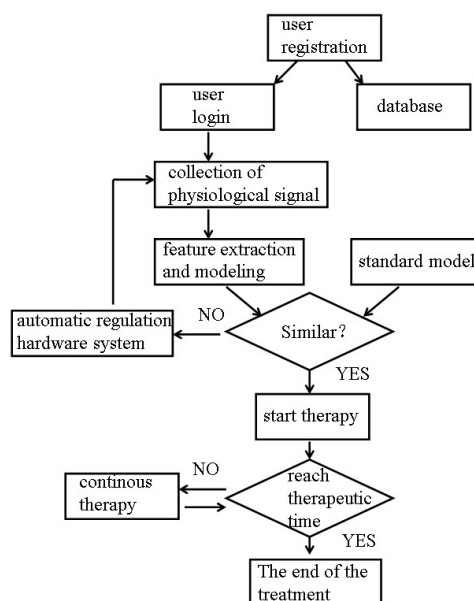 user
registration
user
login
database
collection of
physiological signal
feature extraction
and modeling
standard model
automatic regulation
hardware system
NO
Similar?
YES
start therapy
continous
therapy
NO
reach
therapeutic
time
YES
The end of the
treatment